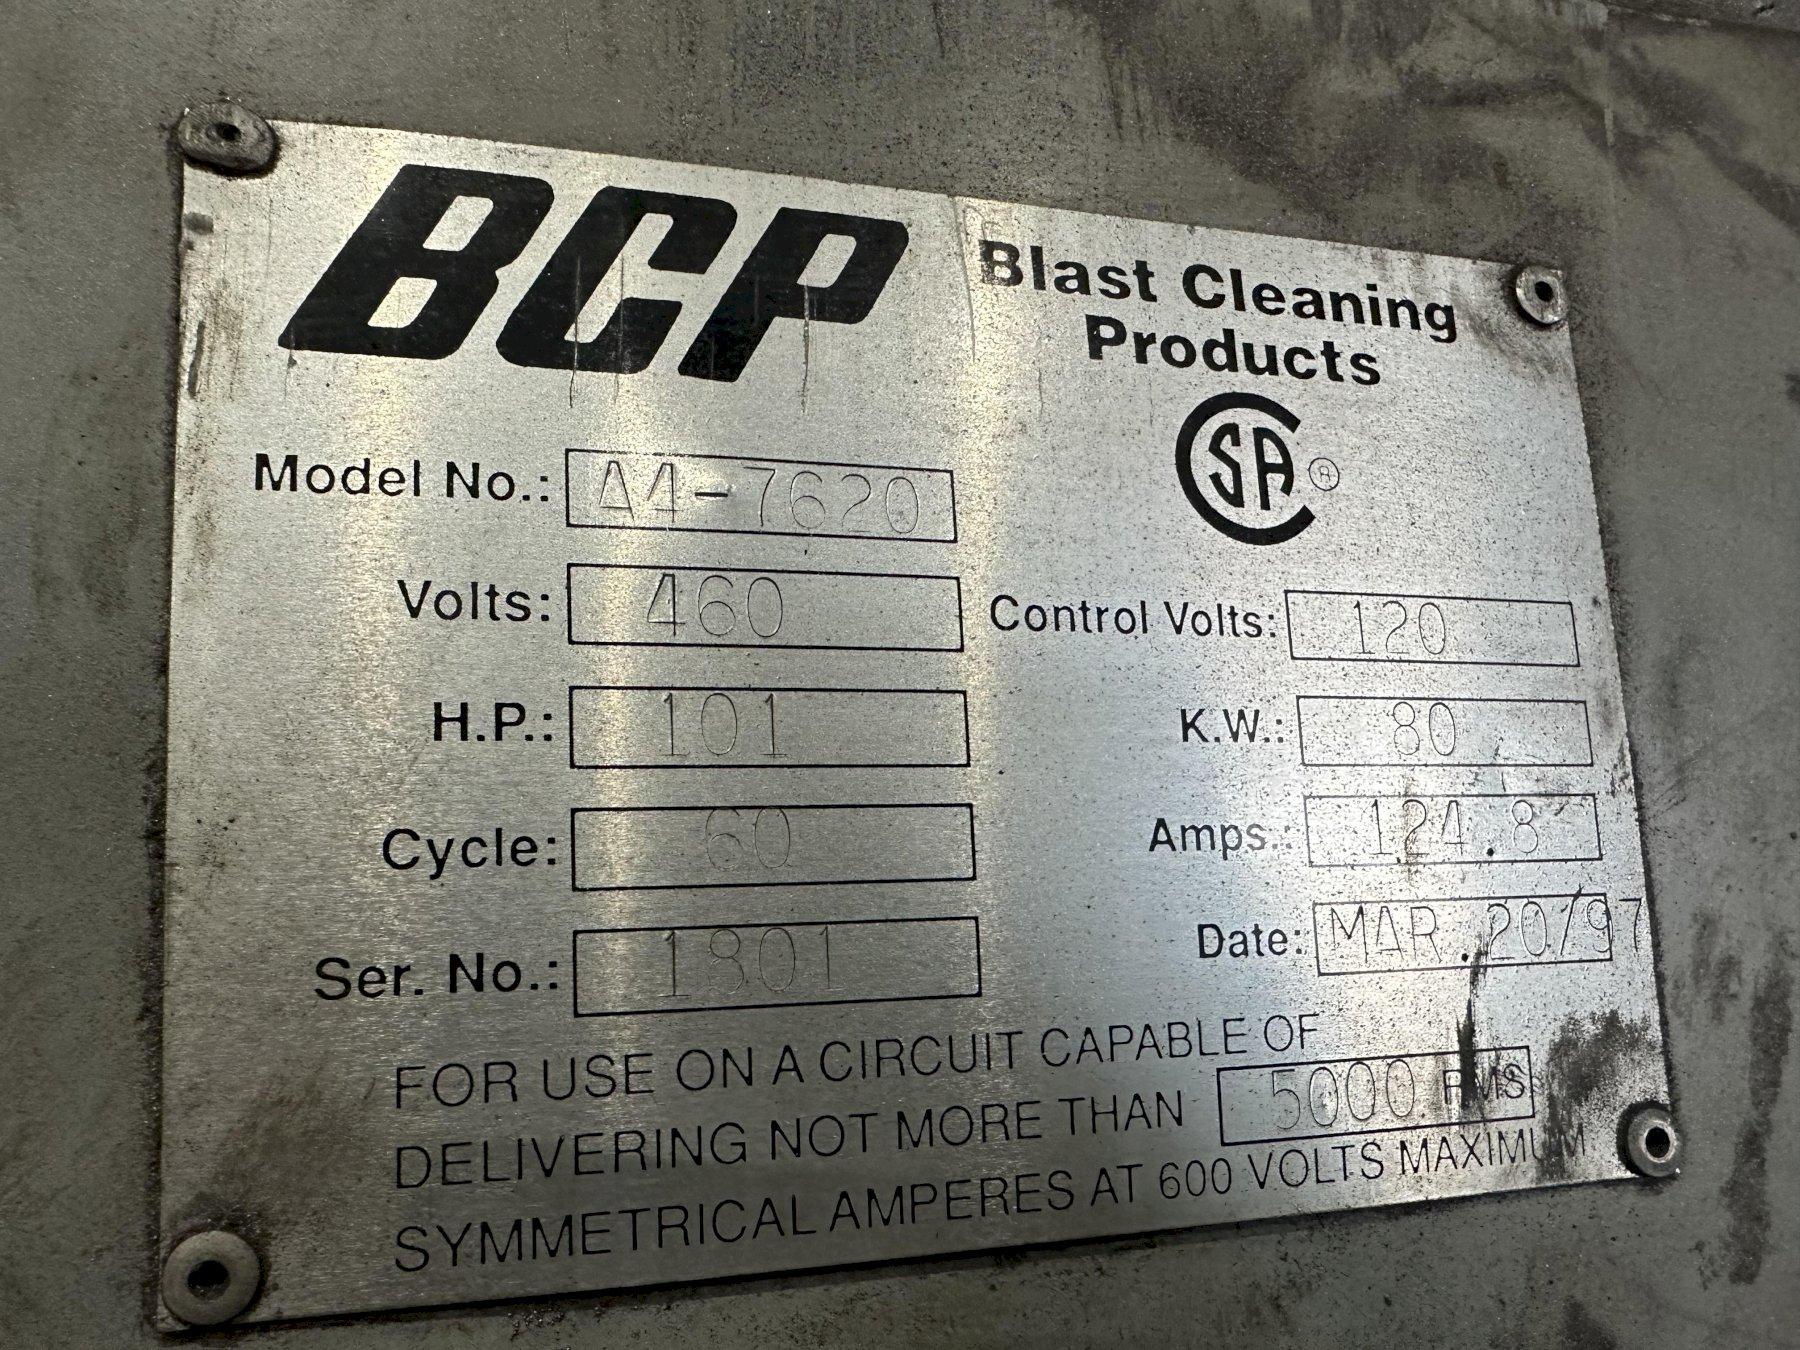 BCP
Blast Cleaning
Products
CSA ®
Model No.: A4-7620
Volts: 460
Control Volts: 120
H.P.: 101
K.W.: 80
Cycle: 60
Amps.: 124.8
Ser. No.: 1301
Date: MAR. 20/97
FOR USE ON A CIRCUIT CAPABLE OF
DELIVERING NOT MORE THAN 5000 RMS
SYMMETRICAL AMPERES AT 600 VOLTS MAXIMUM